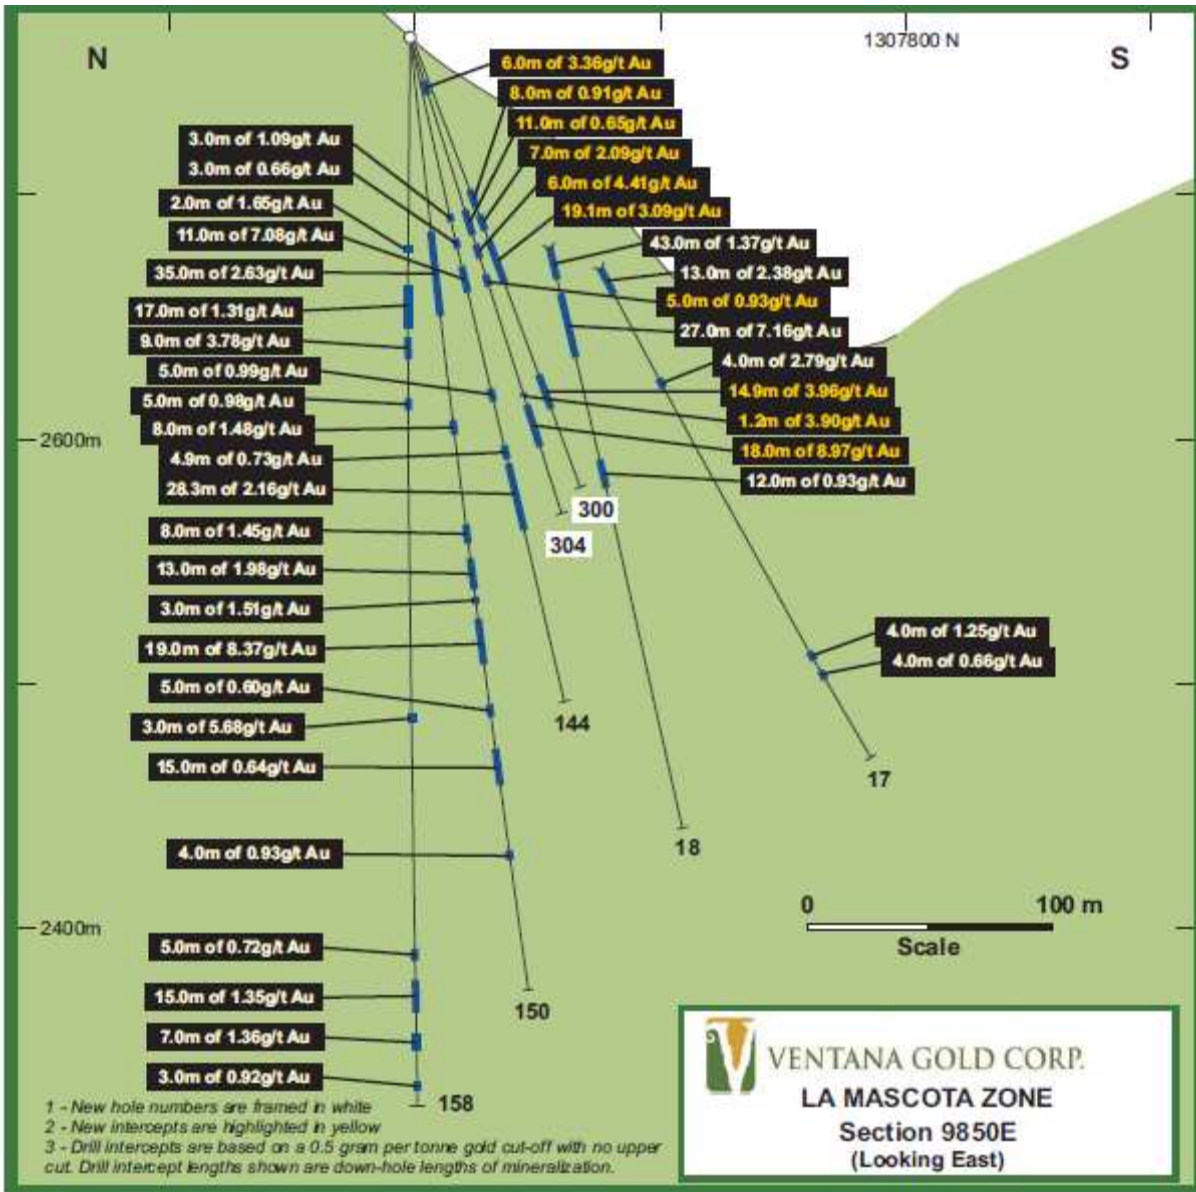 N
1307800 N
S
6.0m of 3.36g/t Au
8.0m of 0.91g/t Au
11.0m of 0.65g/t Au
7.0m of 2.09g/t Au
6.0m of 4.41g/t Au
19.1m of 3.09g/t Au
43.0m of 1.37g/t Au
13.0m of 2.38g/t Au
5.0m of 0.93g/t Au
27.0m of 7.16g/t Au
4.0m of 2.79g/t Au
14.9m of 3.96g/t Au
1.2m of 3.90g/t Au
18.0m of 8.97g/t Au
12.0m of 0.93g/t Au
3.0m of 1.09g/t Au
3.0m of 0.66g/t Au
2.0m of 1.65g/t Au
11.0m of 7.08g/t Au
35.0m of 2.63g/t Au
17.0m of 1.31g/t Au
9.0m of 3.78g/t Au
5.0m of 0.99g/t Au
5.0m of 0.98g/t Au
8.0m of 1.48g/t Au
2600m
4.9m of 0.73g/t Au
28.3m of 2.16g/t Au
8.0m of 1.45g/t Au
13.0m of 1.98g/t Au
3.0m of 1.51g/t Au
19.0m of 8.37g/t Au
5.0m of 0.60g/t Au
3.0m of 5.68g/t Au
15.0m of 0.64g/t Au
4.0m of 0.93g/t Au
2400m
5.0m of 0.72g/t Au
15.0m of 1.35g/t Au
7.0m of 1.36g/t Au
3.0m of 0.92g/t Au
300
304
4.0m of 1.25g/t Au
4.0m of 0.66g/t Au
144
17
18
150
158
0 100 m
Scale
1 - New hole numbers are framed in white
2 - New intercepts are highlighted in yellow
3 - Drill intercepts are based on a 0.5 gram per tonne gold cut-off with no upper
cut. Drill intercept lengths shown are down-hole lengths of mineralization.
VENTANA GOLD CORP.
LA MASCOTA ZONE
Section 9850E
(Looking East)